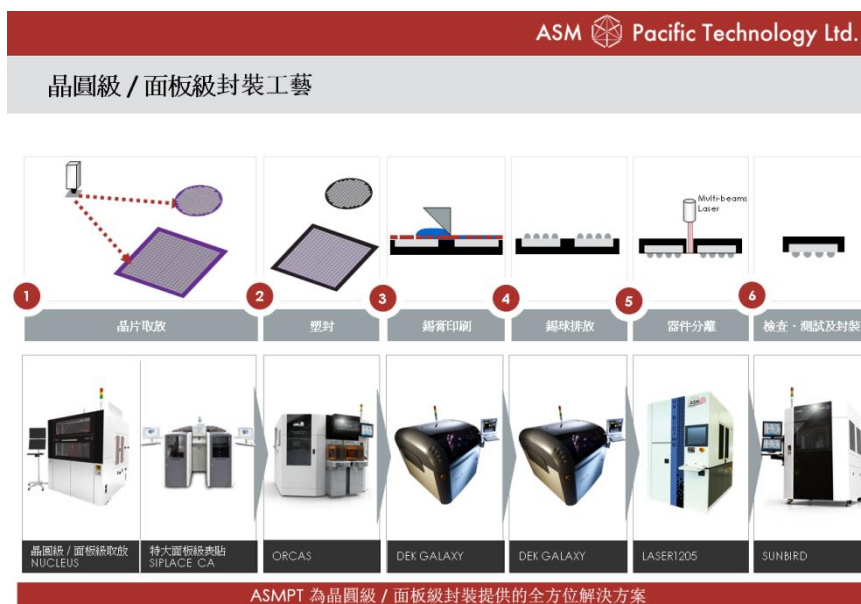 ASM Pacific Technology Ltd.
晶圓級 / 面板級封裝工藝
Multi-beams
Laser
1
2
3
4
5
6
晶片取放
塑封
錫膏印刷
錫球排放
器件分離
檢查、測試及封裝
晶圓級 / 面板級取放
NUCLEUS
特大面板級表貼
SIPLACE CA
ORCAS
DEK GALAXY
DEK GALAXY
LASER1205
SUNBIRD
ASMPT 為晶圓級 / 面板級封裝提供的全方位解決方案